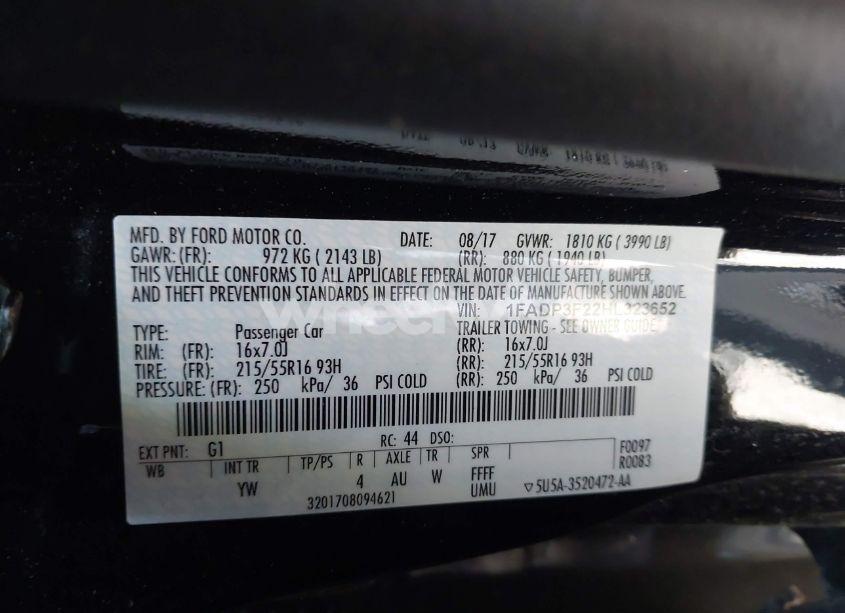 MFD. BY FORD MOTOR CO. DATE: 08/17 GVWR: 1810 KG ( 3990 LB)
GAWR: (FR): 972 KG ( 2143 LB) (RR): 880 KG ( 1940 LB)
THIS VEHICLE CONFORMS TO ALL APPLICABLE FEDERAL MOTOR VEHICLE SAFETY, BUMPER,
AND THEFT PREVENTION STANDARDS IN EFFECT ON THE DATE OF MANUFACTURE SHOWN ABOVE.
VIN: 1FADP3F22HL323652
TYPE: Passenger Car TRAILER TOWING - SEE OWNER GUIDE
RIM: (FR): 16x7.0J (RR): 16x7.0J
TIRE: (FR): 215/55R16 93H (RR): 215/55R16 93H
PRESSURE: (FR): 250 kPa/ 36 PSI COLD (RR): 250 kPa/ 36 PSI COLD
EXT PNT: G1 RC: 44 DSO: F0097
R0083
WB INT TR TP/PS R AXLE TR SPR
YW 4 AU W FFFF
UMU
3201708094621 ▽5U5A-3520472-AA